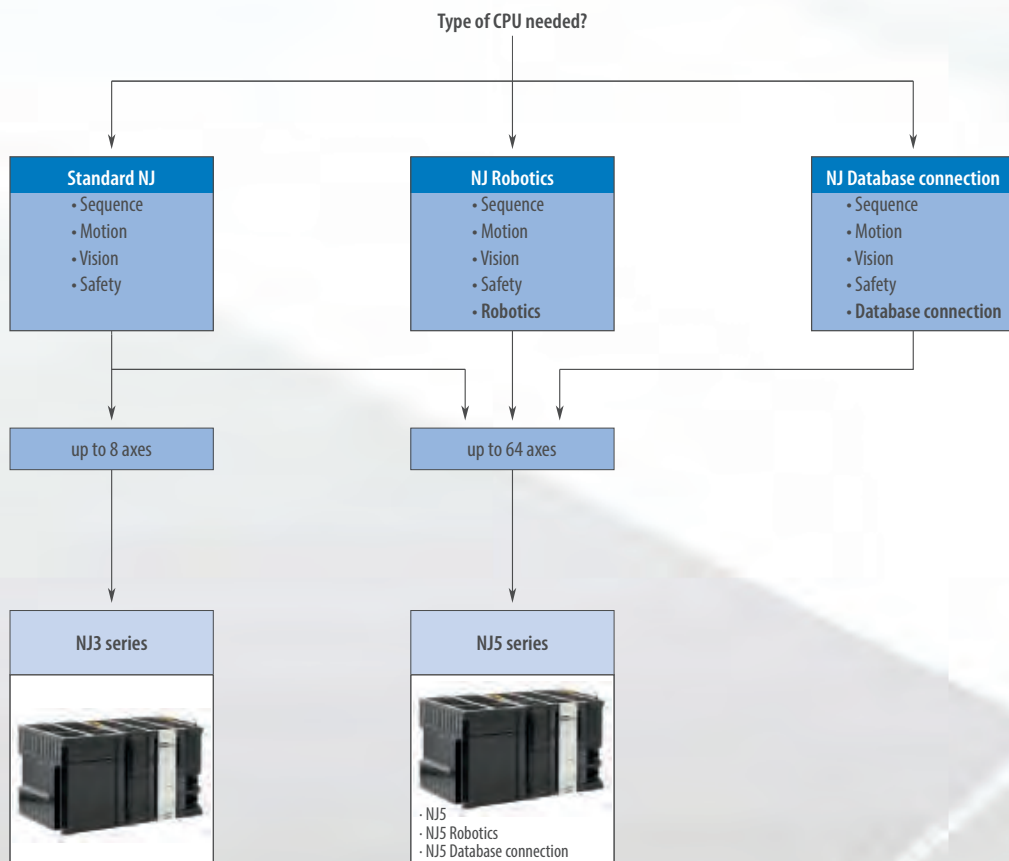 Type of CPU needed?
Standard NJ
• Sequence
• Motion
• Vision
• Safety
NJ Robotics
• Sequence
• Motion
• Vision
• Safety
• Robotics
NJ Database connection
• Sequence
• Motion
• Vision
• Safety
• Database connection
up to 8 axes
up to 64 axes
NJ3 series
NJ5 series
· NJ5
· NJ5 Robotics
· NJ5 Database connection